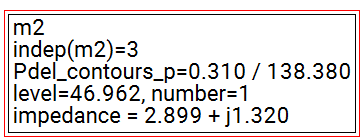 m2
indep(m2)=3
Pdel_contours_p=0.310 / 138.380
level=46.962, number=1
impedance = 2.899 + j1.320